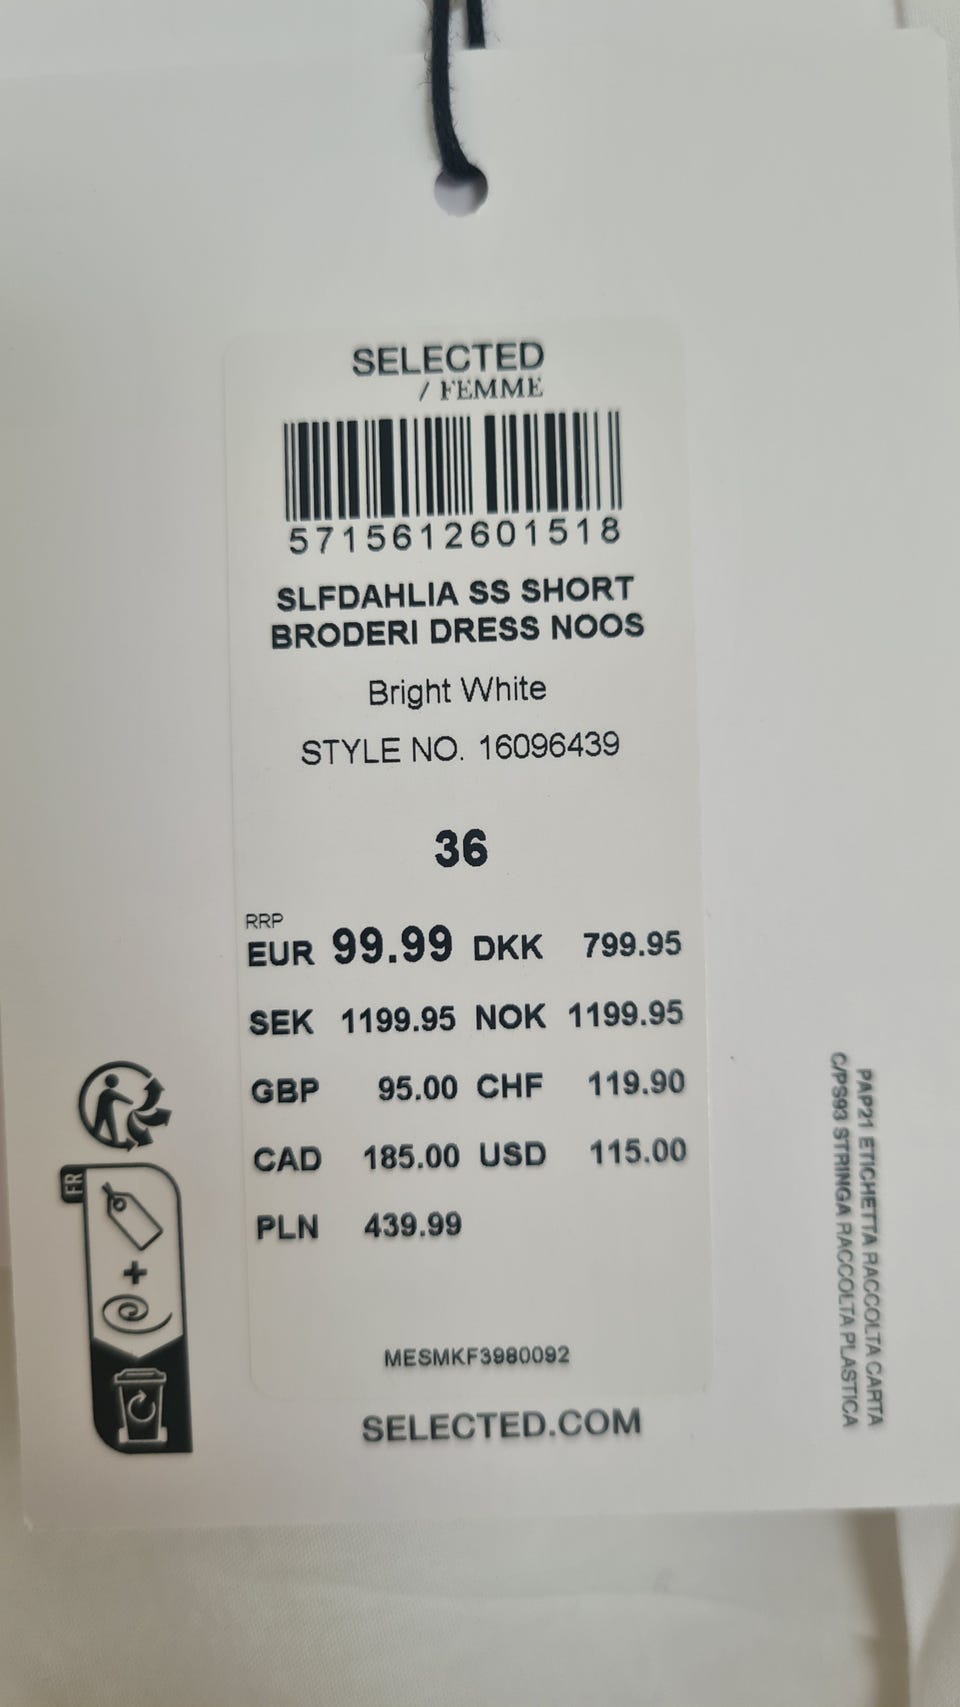 SELECTED
/ FEMME
5715612601518
SLFDAHLIA SS SHORT
BRODERI DRESS NOOS
Bright White
STYLE NO. 16096439
36
RRP
EUR 99.99 DKK 799.95
SEK 1199.95 NOK 1199.95
GBP 95.00 CHF 119.90
CAD 185.00 USD 115.00
PLN 439.99
MESMKF3980092
SELECTED.COM
FR
PAP21 ETICHETTA RACCOLTA CARTA
C/PS93 STRINGA RACCOLTA PLASTICA